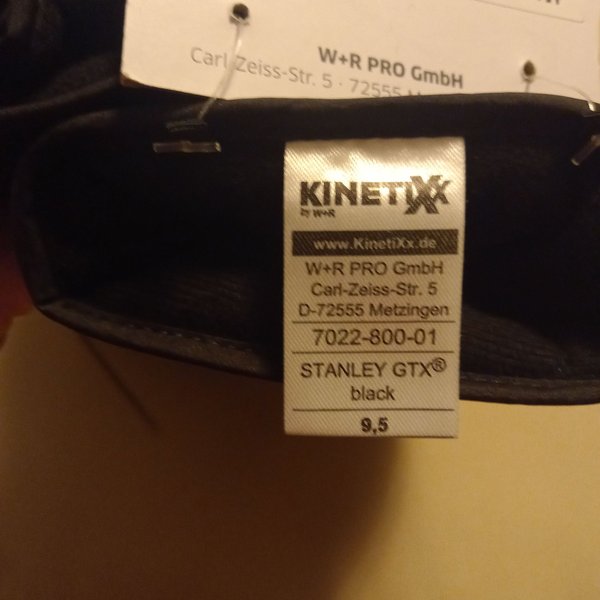 W+R PRO GmbH
Carl-Zeiss-Str. 5 · 72555
KINETIXx
by W+R
www.KinetiXx.de
W+R PRO GmbH
Carl-Zeiss-Str. 5
D-72555 Metzingen
7022-800-01
STANLEY GTX®
black
9,5